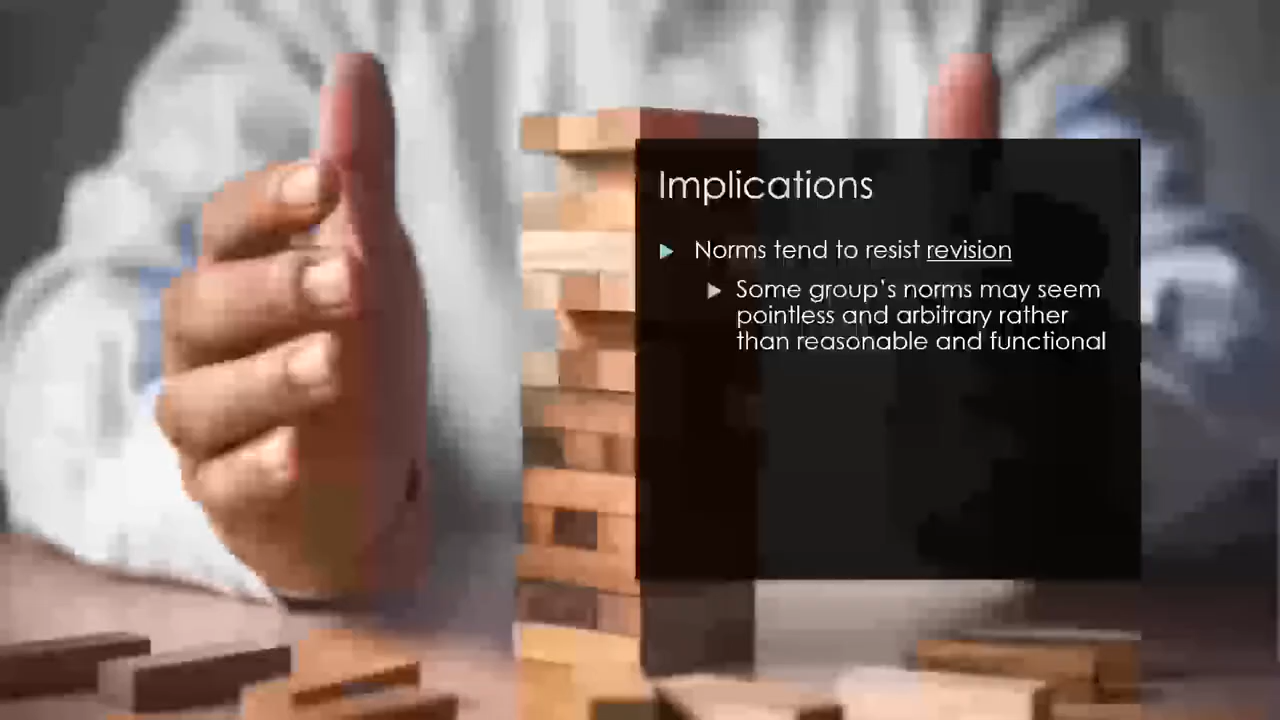 Implications
Norms tend to resist revision
Some group's norms may seem
pointless and arbitrary rather
than reasonable and functional